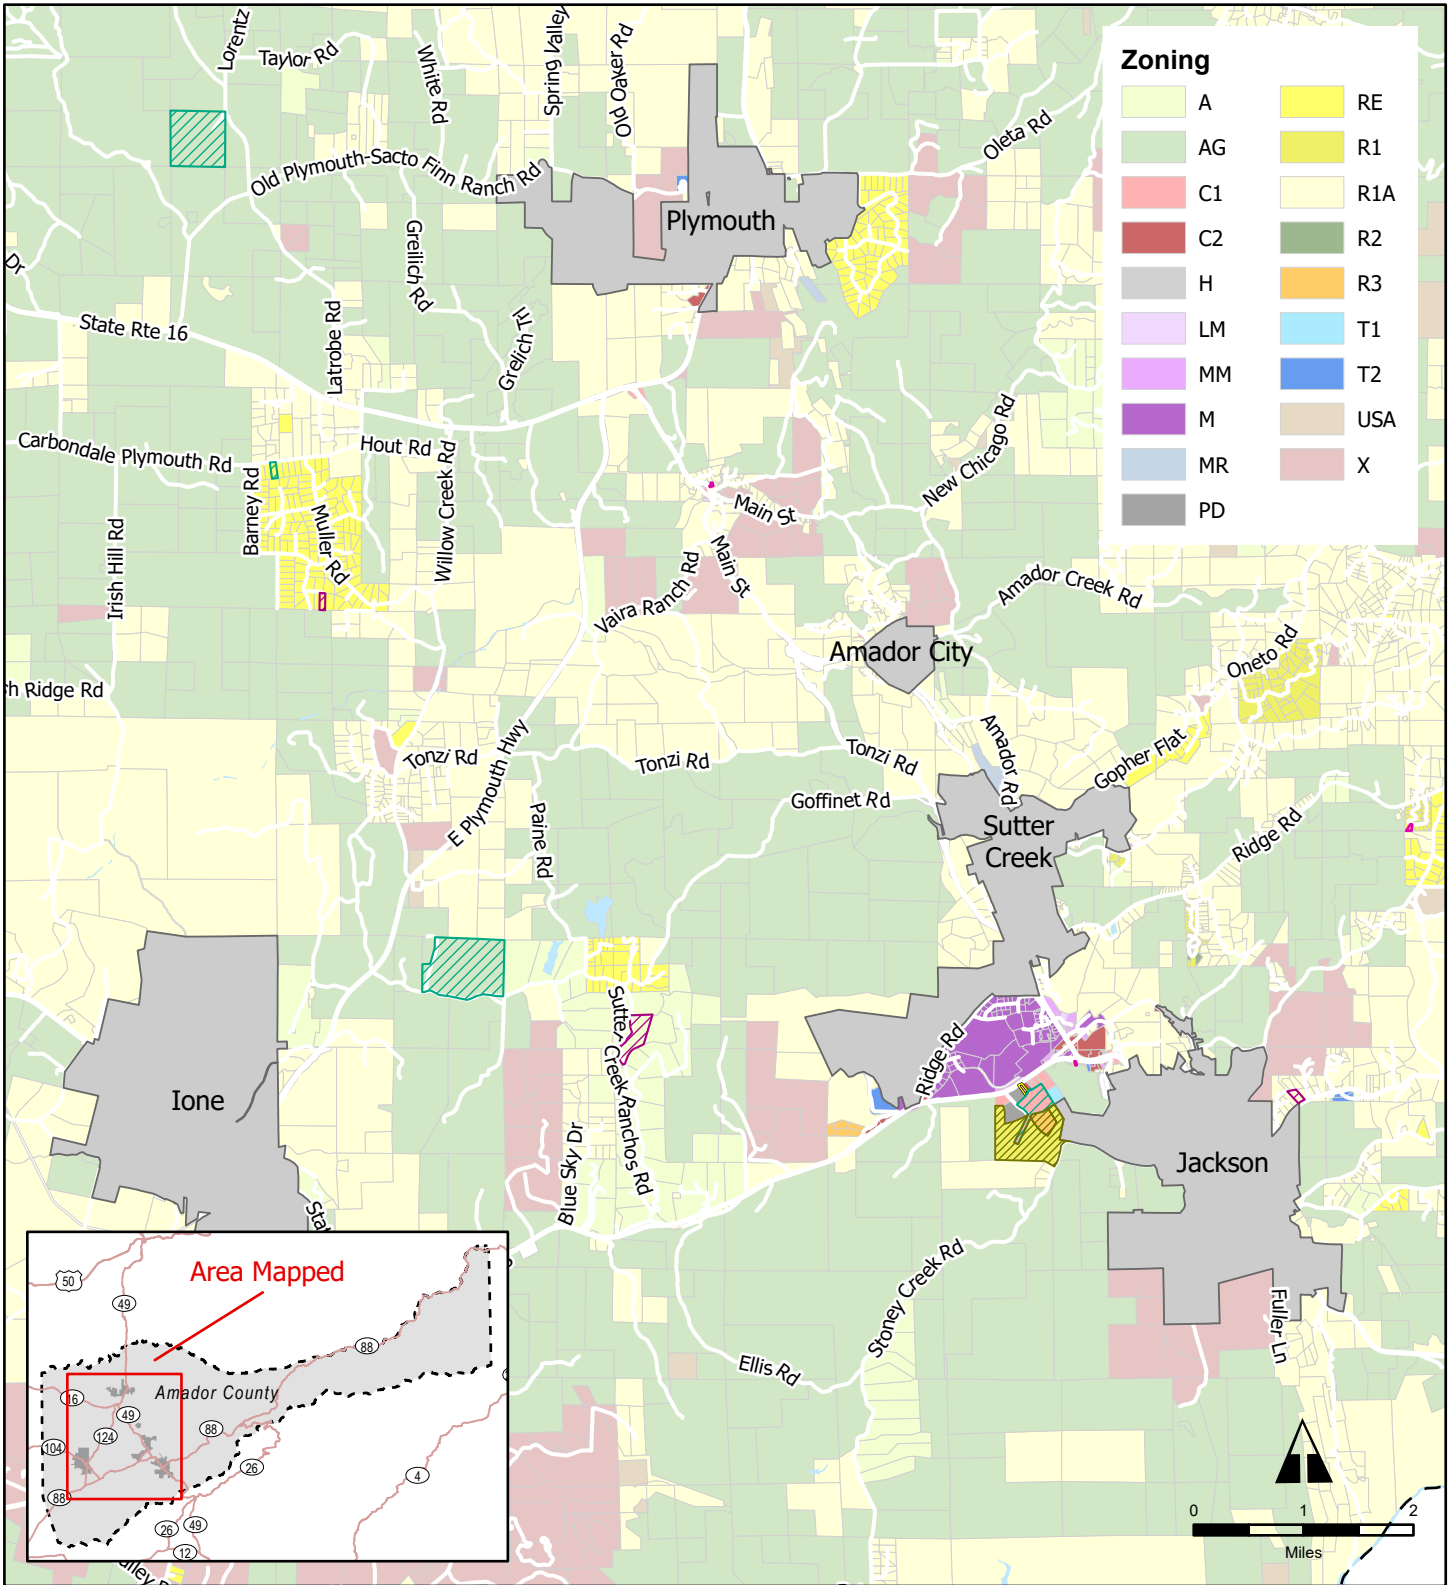 Lorentz
Taylor Rd
White Rd
Spring Valley
Old Oaker Rd
Oleta Rd
Old Plymouth-Sacto Finn Ranch Rd
Plymouth
Dr
State Rte 16
Latrobe Rd
Greilich Rd
Grelich Trl
Carbondale Plymouth Rd
Barney Rd
Hout Rd
Willow Creek Rd
Muller Rd
Irish Hill Rd
Main St
New Chicago Rd
Main St
Vaira Ranch Rd
Amador Creek Rd
Amador City
Oneto Rd
h Ridge Rd
Tonzi Rd
E Plymouth Hwy
Tonzi Rd
Tonzi Rd
Amador Rd
Gopher Flat
Goffinet Rd
Paine Rd
Sutter
Creek
Ridge Rd
Sutter Creek Ranchos Rd
Ridge Rd
Ione
Blue Sky Dr
Jackson
Stat
Stoney Creek Rd
Ellis Rd
Fuller Ln
alley
Zoning
A
AG
C1
C2
H
LM
MM
M
MR
PD
RE
R1
R1A
R2
R3
T1
T2
USA
X
Area Mapped
Amador County
50
49
88
16
49
124
88
104
26
4
88
26
49
12
0
1
2
Miles